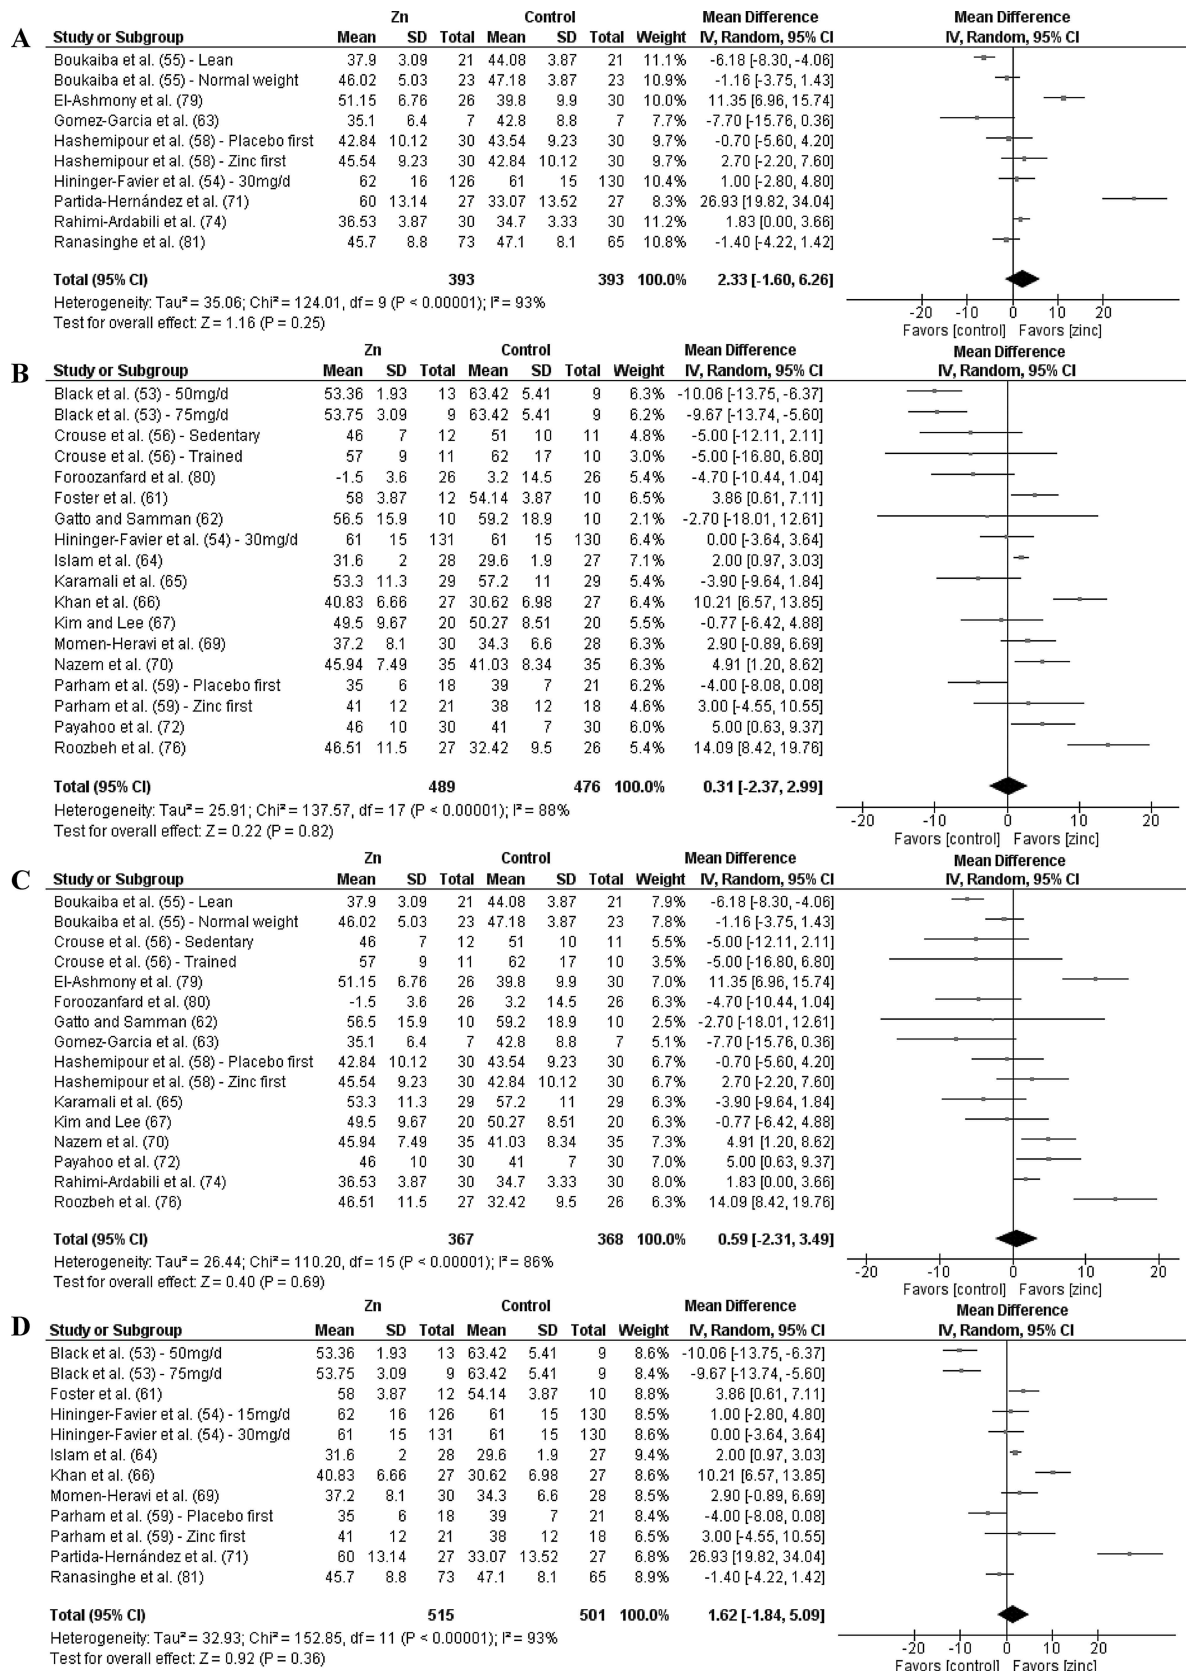 A
Zn Control Mean Difference Mean Difference
Study or Subgroup Mean SD Total Mean SD Total Weight IV, Random, 95% CI IV, Random, 95% CI
Boukaiba et al. (55) - Lean 37.9 3.09 21 44.08 3.87 21 11.1% -6.18 [-8.30, -4.06]
Boukaiba et al. (55) - Normal weight 46.02 5.03 23 47.18 3.87 23 10.9% -1.16 [-3.75, 1.43]
El-Ashmony et al. (79) 51.15 6.76 26 39.8 9.9 30 10.0% 11.35 [6.96, 15.74]
Gomez-Garcia et al. (63) 35.1 6.4 7 42.8 8.8 7 7.7% -7.70 [-15.76, 0.36]
Hashemipour et al. (58) - Placebo first 42.84 10.12 30 43.54 9.23 30 9.7% -0.70 [-5.60, 4.20]
Hashemipour et al. (58) - Zinc first 45.54 9.23 30 42.84 10.12 30 9.7% 2.70 [-2.20, 7.60]
Hininger-Favier et al. (54) - 30mg/d 62 16 126 61 15 130 10.4% 1.00 [-2.80, 4.80]
Partida-Hernández et al. (71) 60 13.14 27 33.07 13.52 27 8.3% 26.93 [19.82, 34.04]
Rahimi-Ardabili et al. (74) 36.53 3.87 30 34.7 3.33 30 11.2% 1.83 [0.00, 3.66]
Ranasinghe et al. (81) 45.7 8.8 73 47.1 8.1 65 10.8% -1.40 [-4.22, 1.42]
Total (95% CI) 393 393 100.0% 2.33 [-1.60, 6.26]
Heterogeneity: Tau² = 35.06; Chi² = 124.01, df = 9 (P < 0.00001); I² = 93%
Test for overall effect: Z = 1.16 (P = 0.25)
-20 -10 0 10 20
Favors [control] Favors [zinc]
B
Zn Control Mean Difference Mean Difference
Study or Subgroup Mean SD Total Mean SD Total Weight IV, Random, 95% CI IV, Random, 95% CI
Black et al. (53) - 50mg/d 53.36 1.93 13 63.42 5.41 9 6.3% -10.06 [-13.75, -6.37]
Black et al. (53) - 75mg/d 53.75 3.09 9 63.42 5.41 9 6.2% -9.67 [-13.74, -5.60]
Crouse et al. (56) - Sedentary 46 7 12 51 10 11 4.8% -5.00 [-12.11, 2.11]
Crouse et al. (56) - Trained 57 9 11 62 17 10 3.0% -5.00 [-16.80, 6.80]
Foroozanfard et al. (80) -1.5 3.6 26 3.2 14.5 26 5.4% -4.70 [-10.44, 1.04]
Foster et al. (61) 58 3.87 12 54.14 3.87 10 6.5% 3.86 [0.61, 7.11]
Gatto and Samman (62) 56.5 15.9 10 59.2 18.9 10 2.1% -2.70 [-18.01, 12.61]
Hininger-Favier et al. (54) - 30mg/d 61 15 131 61 15 130 6.4% 0.00 [-3.64, 3.64]
Islam et al. (64) 31.6 2 28 29.6 1.9 27 7.1% 2.00 [0.97, 3.03]
Karamali et al. (65) 53.3 11.3 29 57.2 11 29 5.4% -3.90 [-9.64, 1.84]
Khan et al. (66) 40.83 6.66 27 30.62 6.98 27 6.4% 10.21 [6.57, 13.85]
Kim and Lee (67) 49.5 9.67 20 50.27 8.51 20 5.5% -0.77 [-6.42, 4.88]
Momen-Heravi et al. (69) 37.2 8.1 30 34.3 6.6 28 6.3% 2.90 [-0.89, 6.69]
Nazem et al. (70) 45.94 7.49 35 41.03 8.34 35 6.3% 4.91 [1.20, 8.62]
Parham et al. (59) - Placebo first 35 6 18 39 7 21 6.2% -4.00 [-8.08, 0.08]
Parham et al. (59) - Zinc first 41 12 21 38 12 18 4.6% 3.00 [-4.55, 10.55]
Payahoo et al. (72) 46 10 30 41 7 30 6.0% 5.00 [0.63, 9.37]
Roozbeh et al. (76) 46.51 11.5 27 32.42 9.5 26 5.4% 14.09 [8.42, 19.76]
Total (95% CI) 489 476 100.0% 0.31 [-2.37, 2.99]
Heterogeneity: Tau² = 25.91; Chi² = 137.57, df = 17 (P < 0.00001); I² = 88%
Test for overall effect: Z = 0.22 (P = 0.82)
-20 -10 0 10 20
Favors [control] Favors [zinc]
C
Zn Control Mean Difference Mean Difference
Study or Subgroup Mean SD Total Mean SD Total Weight IV, Random, 95% CI IV, Random, 95% CI
Boukaiba et al. (55) - Lean 37.9 3.09 21 44.08 3.87 21 7.9% -6.18 [-8.30, -4.06]
Boukaiba et al. (55) - Normal weight 46.02 5.03 23 47.18 3.87 23 7.8% -1.16 [-3.75, 1.43]
Crouse et al. (56) - Sedentary 46 7 12 51 10 11 5.5% -5.00 [-12.11, 2.11]
Crouse et al. (56) - Trained 57 9 11 62 17 10 3.5% -5.00 [-16.80, 6.80]
El-Ashmony et al. (79) 51.15 6.76 26 39.8 9.9 30 7.0% 11.35 [6.96, 15.74]
Foroozanfard et al. (80) -1.5 3.6 26 3.2 14.5 26 6.3% -4.70 [-10.44, 1.04]
Gatto and Samman (62) 56.5 15.9 10 59.2 18.9 10 2.5% -2.70 [-18.01, 12.61]
Gomez-Garcia et al. (63) 35.1 6.4 7 42.8 8.8 7 5.1% -7.70 [-15.76, 0.36]
Hashemipour et al. (58) - Placebo first 42.84 10.12 30 43.54 9.23 30 6.7% -0.70 [-5.60, 4.20]
Hashemipour et al. (58) - Zinc first 45.54 9.23 30 42.84 10.12 30 6.7% 2.70 [-2.20, 7.60]
Karamali et al. (65) 53.3 11.3 29 57.2 11 29 6.3% -3.90 [-9.64, 1.84]
Kim and Lee (67) 49.5 9.67 20 50.27 8.51 20 6.3% -0.77 [-6.42, 4.88]
Nazem et al. (70) 45.94 7.49 35 41.03 8.34 35 7.3% 4.91 [1.20, 8.62]
Payahoo et al. (72) 46 10 30 41 7 30 7.0% 5.00 [0.63, 9.37]
Rahimi-Ardabili et al. (74) 36.53 3.87 30 34.7 3.33 30 8.0% 1.83 [0.00, 3.66]
Roozbeh et al. (76) 46.51 11.5 27 32.42 9.5 26 6.3% 14.09 [8.42, 19.76]
Total (95% CI) 367 368 100.0% 0.59 [-2.31, 3.49]
Heterogeneity: Tau² = 26.44; Chi² = 110.20, df = 15 (P < 0.00001); I² = 86%
Test for overall effect: Z = 0.40 (P = 0.69)
-20 -10 0 10 20
Favors [control] Favors [zinc]
D
Zn Control Mean Difference Mean Difference
Study or Subgroup Mean SD Total Mean SD Total Weight IV, Random, 95% CI IV, Random, 95% CI
Black et al. (53) - 50mg/d 53.36 1.93 13 63.42 5.41 9 8.6% -10.06 [-13.75, -6.37]
Black et al. (53) - 75mg/d 53.75 3.09 9 63.42 5.41 9 8.4% -9.67 [-13.74, -5.60]
Foster et al. (61) 58 3.87 12 54.14 3.87 10 8.8% 3.86 [0.61, 7.11]
Hininger-Favier et al. (54) - 15mg/d 62 16 126 61 15 130 8.5% 1.00 [-2.80, 4.80]
Hininger-Favier et al. (54) - 30mg/d 61 15 131 61 15 130 8.6% 0.00 [-3.64, 3.64]
Islam et al. (64) 31.6 2 28 29.6 1.9 27 9.4% 2.00 [0.97, 3.03]
Khan et al. (66) 40.83 6.66 27 30.62 6.98 27 8.6% 10.21 [6.57, 13.85]
Momen-Heravi et al. (69) 37.2 8.1 30 34.3 6.6 28 8.5% 2.90 [-0.89, 6.69]
Parham et al. (59) - Placebo first 35 6 18 39 7 21 8.4% -4.00 [-8.08, 0.08]
Parham et al. (59) - Zinc first 41 12 21 38 12 18 6.5% 3.00 [-4.55, 10.55]
Partida-Hernández et al. (71) 60 13.14 27 33.07 13.52 27 6.8% 26.93 [19.82, 34.04]
Ranasinghe et al. (81) 45.7 8.8 73 47.1 8.1 65 8.9% -1.40 [-4.22, 1.42]
Total (95% CI) 515 501 100.0% 1.62 [-1.84, 5.09]
Heterogeneity: Tau² = 32.93; Chi² = 152.85, df = 11 (P < 0.00001); I² = 93%
Test for overall effect: Z = 0.92 (P = 0.36)
-20 -10 0 10 20
Favors [control] Favors [zinc]